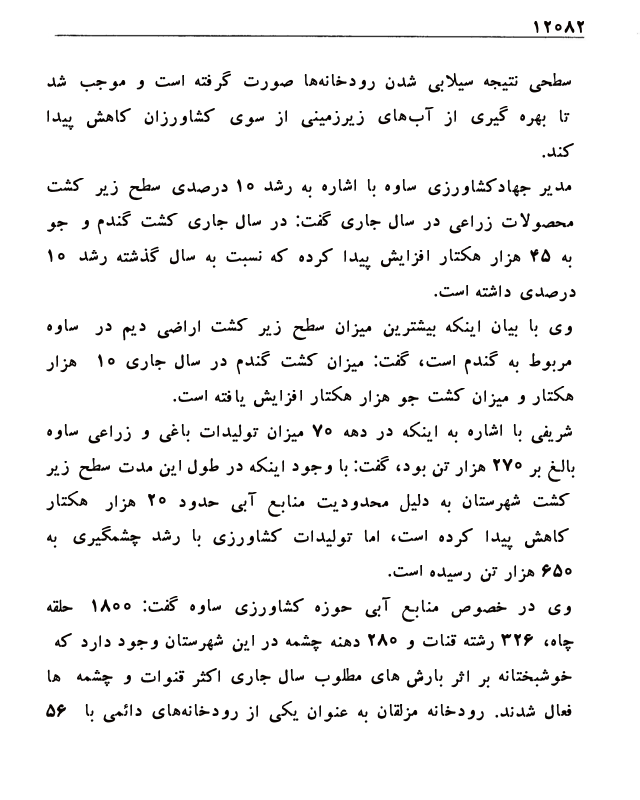 ۱۲۰۸۲
سطحی نتیجه سیلابی شدن رودخانه‌ها صورت گرفته است و موجب شد
تا بهره گیری از آب‌های زیرزمینی از سوی کشاورزان کاهش پیدا
کند.
مدیر جهادکشاورزی ساوه با اشاره به رشد ۱۰ درصدی سطح زیر کشت
محصولات زراعی در سال جاری گفت: در سال جاری کشت گندم و جو
به ۴۵ هزار هکتار افزایش پیدا کرده که نسبت به سال گذشته رشد ۱۰
درصدی داشته است.
وی با بیان اینکه بیشترین میزان سطح زیر کشت اراضی دیم در ساوه
مربوط به گندم است، گفت: میزان کشت گندم در سال جاری ۱۰ هزار
هکتار و میزان کشت جو هزار هکتار افزایش یافته است.
شریفی با اشاره به اینکه در دهه ۷۰ میزان تولیدات باغی و زراعی ساوه
بالغ بر ۲۷۰ هزار تن بود، گفت: با وجود اینکه در طول این مدت سطح زیر
کشت شهرستان به دلیل محدودیت منابع آبی حدود ۲۰ هزار هکتار
کاهش پیدا کرده است، اما تولیدات کشاورزی با رشد چشمگیری به
۶۵۰ هزار تن رسیده است.
وی در خصوص منابع آبی حوزه کشاورزی ساوه گفت: ۱۸۰۰ حلقه
چاه، ۳۲۶ رشته قنات و ۲۸۰ دهنه چشمه در این شهرستان وجود دارد که
خوشبختانه بر اثر بارش های مطلوب سال جاری اکثر قنوات و چشمه ها
فعال شدند. رودخانه مزلقان به عنوان یکی از رودخانه‌های دائمی با ۵۶